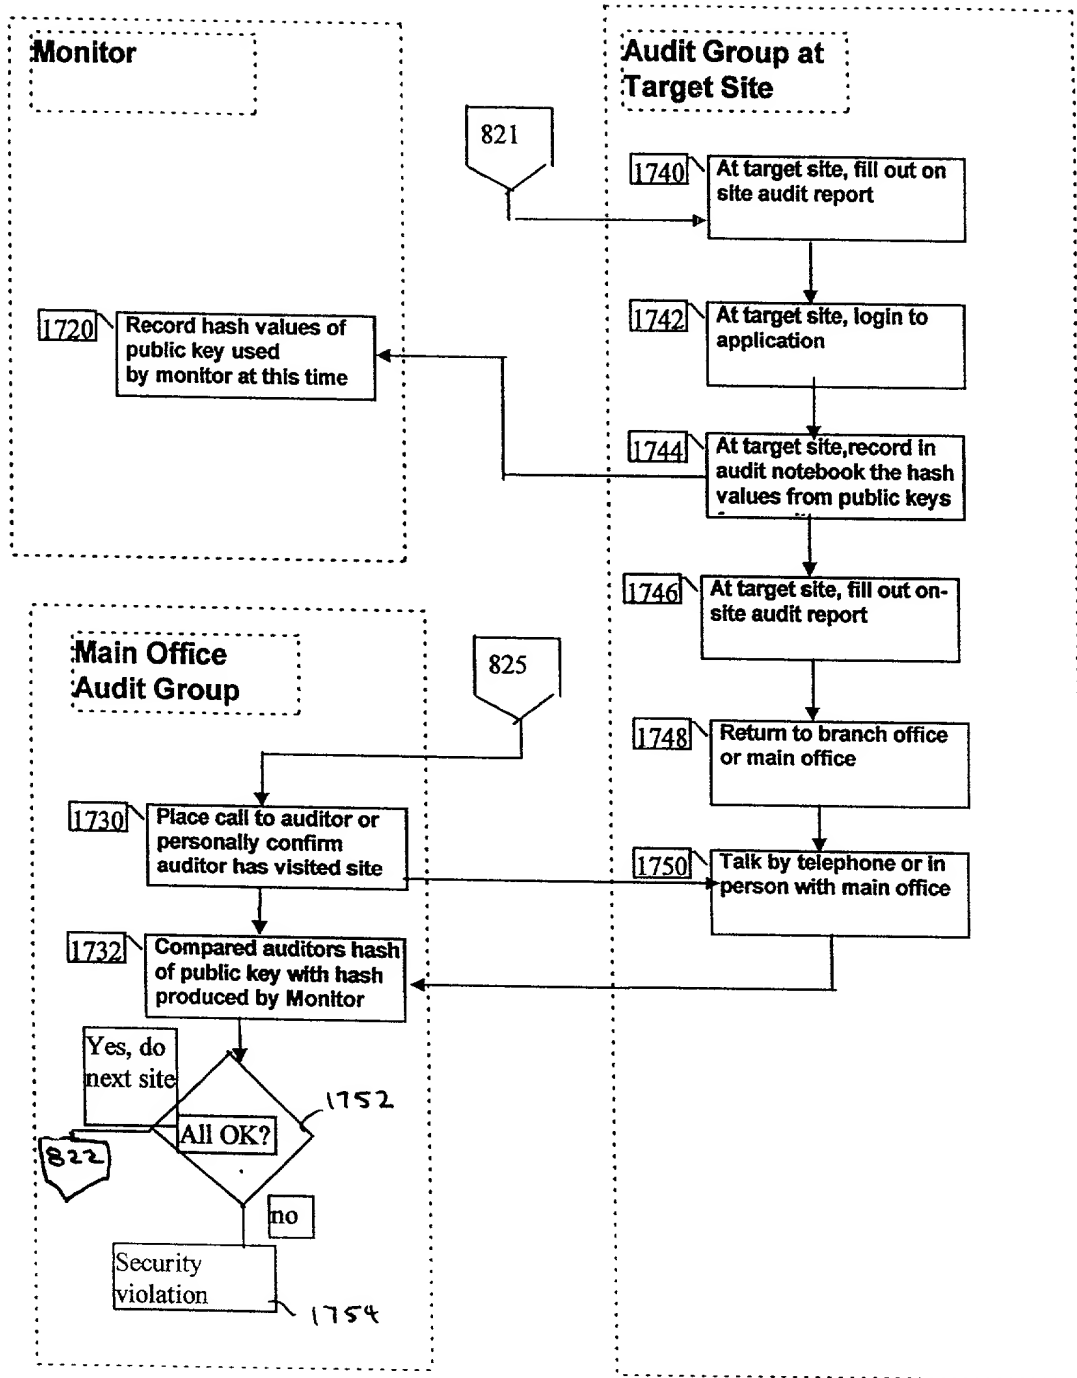 Monitor
Audit Group at
Target Site
821
1740
At target site, fill out on
site audit report
1720
Record hash values of
public key used
by monitor at this time
1742
At target site, login to
application
1744
At target site,record in
audit notebook the hash
values from public keys
1746
At target site, fill out on-
site audit report
Main Office
Audit Group
825
1748
Return to branch office
or main office
1730
Place call to auditor or
personally confirm
auditor has visited site
1750
Talk by telephone or in
person with main office
1732
Compared auditors hash
of public key with hash
produced by Monitor
Yes, do
next site
1752
All OK?
822
no
Security
violation
1754